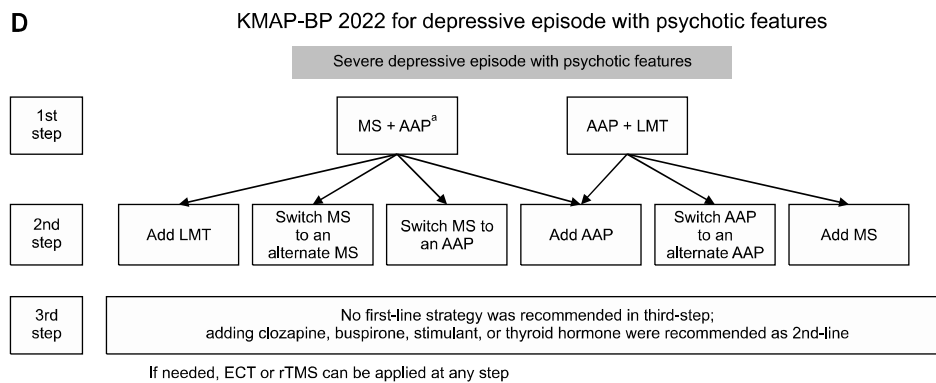 D
KMAP-BP 2022 for depressive episode with psychotic features
Severe depressive episode with psychotic features
1st
step
MS + AAPᵃ
AAP + LMT
2nd
step
Add LMT
Switch MS
to an
alternate MS
Switch MS to
an AAP
Add AAP
Switch AAP
to an
alternate AAP
Add MS
3rd
step
No first-line strategy was recommended in third-step;
adding clozapine, buspirone, stimulant, or thyroid hormone were recommended as 2nd-line
If needed, ECT or rTMS can be applied at any step